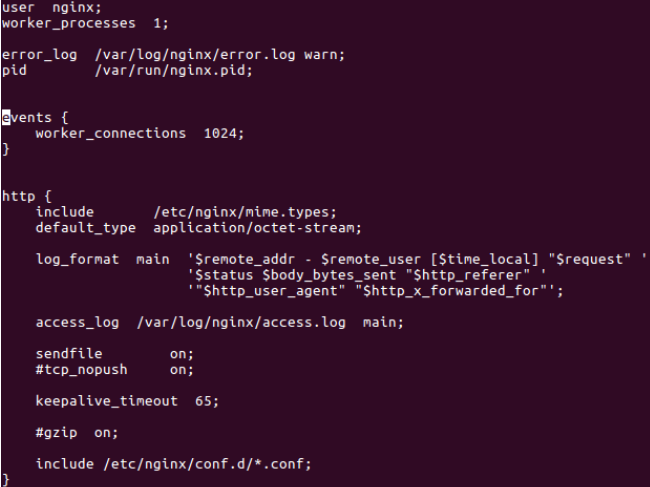 user  nginx;
worker_processes  1;

error_log  /var/log/nginx/error.log warn;
pid        /var/run/nginx.pid;


events {
    worker_connections  1024;
}


http {
    include       /etc/nginx/mime.types;
    default_type  application/octet-stream;

    log_format  main  '$remote_addr - $remote_user [$time_local] "$request" '
                      '$status $body_bytes_sent "$http_referer" '
                      '"$http_user_agent" "$http_x_forwarded_for"';

    access_log  /var/log/nginx/access.log  main;

    sendfile        on;
    #tcp_nopush     on;

    keepalive_timeout  65;

    #gzip  on;

    include /etc/nginx/conf.d/*.conf;
}